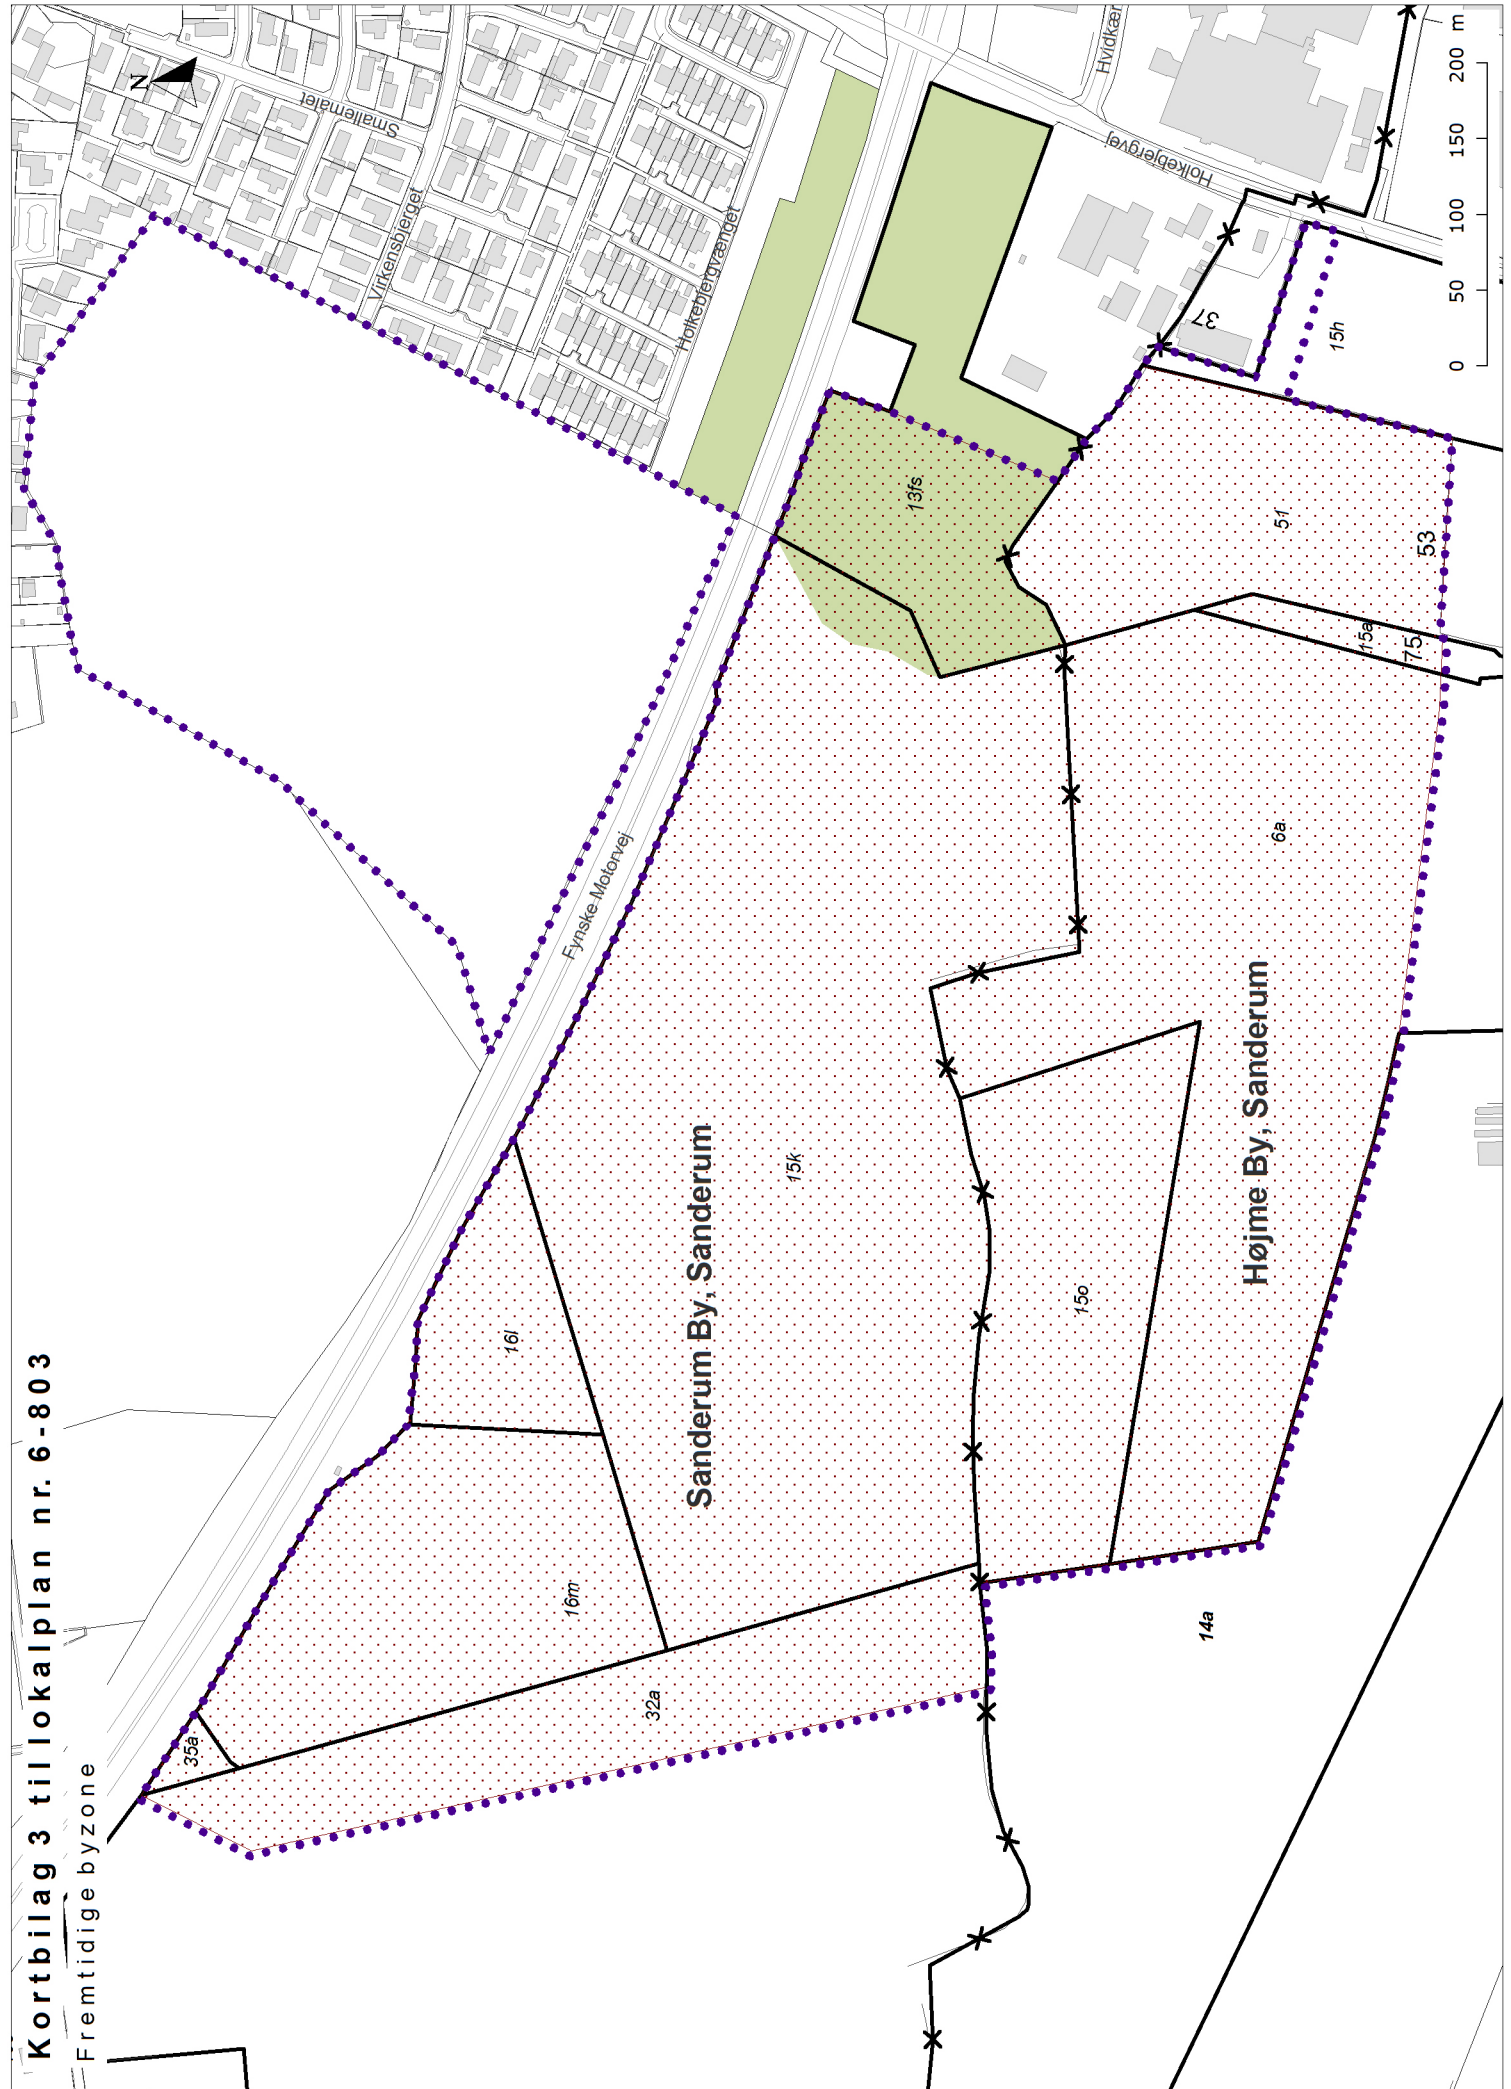 Kortbilag 3 til lokalplan nr. 6-803
Fremtidige byzone
N
Smallemålet
Virkensbjerget
Holkebjergvænget
Fynske Motorvej
Holkebjergvej
Hvidkær
35a
16m
16l
32a
15k
13fs
Sanderum By, Sanderum
15o
Højme By, Sanderum
6a
14a
51
15a
75
53
37
15h
0 50 100 150 200 m